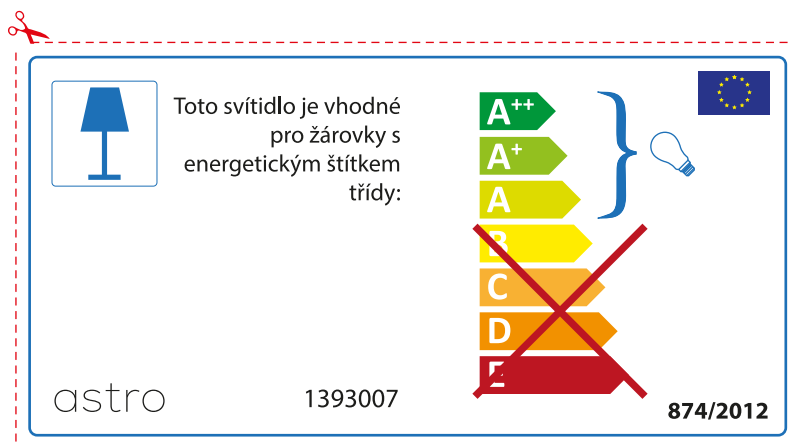 Toto svítidlo je vhodné
pro žárovky s
energetickým štítkem
třídy:
A++
A+
A
B
C
D
E
astro
1393007
874/2012